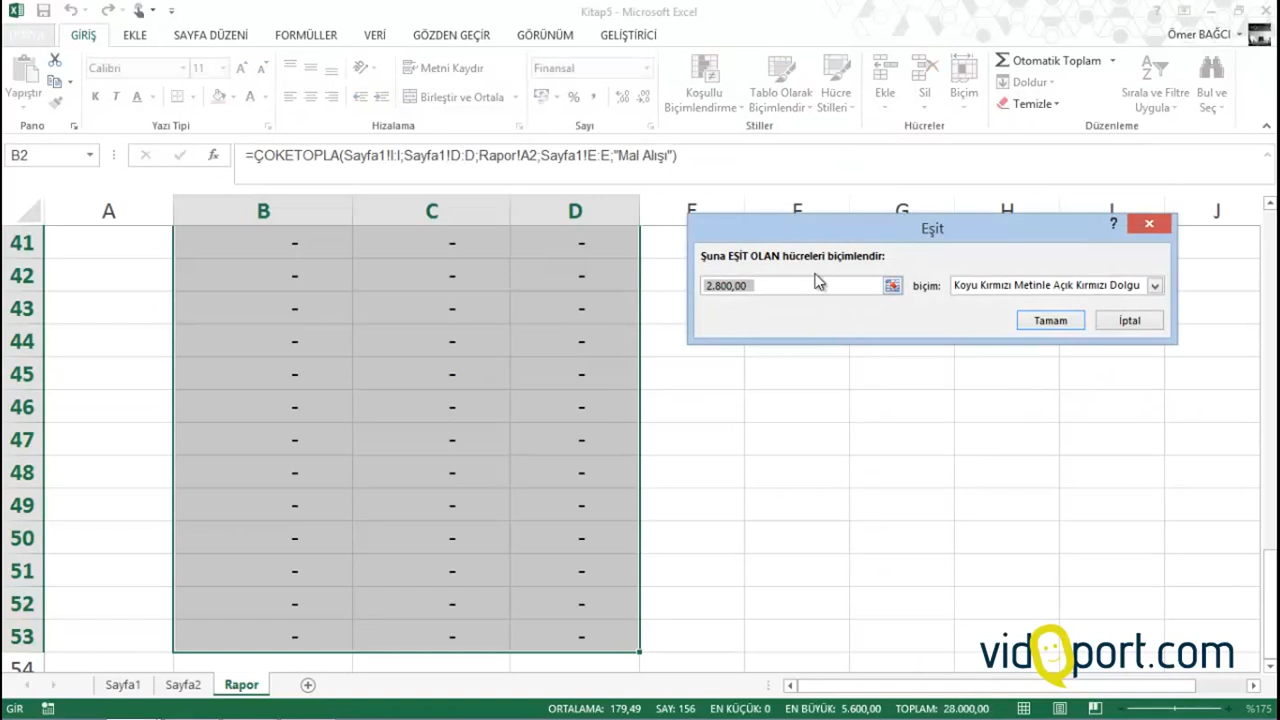 Kitap5 - Microsoft Excel
GİRİŞ EKLE SAYFA DÜZENİ FORMÜLLER VERİ GÖZDEN GEÇİR GÖRÜNÜM GELİŞTİRİCİ
Ömer BAĞCI
Yapıştır
Calibri 11
K T A A
Metni Kaydır
Birleştir ve Ortala
Finansal
%
Koşullu Biçimlendirme
Tablo Olarak Biçimlendir
Hücre Stilleri
Ekle Sil Biçim
Otomatik Toplam
Doldur
Temizle
Sırala ve Filtre Uygula
Bul ve Seç
Pano Yazı Tipi Hizalama Sayı Stiller Hücreler Düzenleme
B2 fx =ÇOKETOPLA(Sayfa1!I:I;Sayfa1!D:D;Rapor!A2;Sayfa1!E:E;"Mal Alışı")
A B C D E F G H I J
Eşit ?
Şuna EŞİT OLAN hücreleri biçimlendir:
2.800,00 biçim: Koyu Kırmızi Metinle Açık Kırmızı Dolgu
Tamam İptal
41 - - -
42 - - -
43 - - -
44 - - -
45 - - -
46 - - -
47 - - -
48 - - -
49 - - -
50 - - -
51 - - -
52 - - -
53 - - -
54
vidoport.com
Sayfa1 Sayfa2 Rapor
GİR ORTALAMA: 179,49 SAY: 156 EN KÜÇÜK: 0 EN BÜYÜK: 5.600,00 TOPLAM: 28.000,00 %175